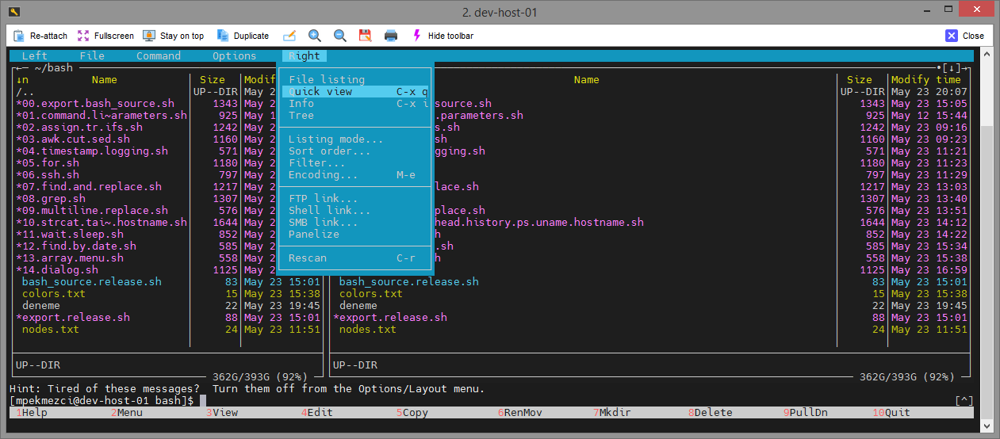 2. dev-host-01
Re-attach Fullscreen Stay on top Duplicate Hide toolbar Close
Left File Command Options Right
←─ ~/bash •[↓]→
↓n Name Size Modif File listing Name Size Modify time
/.. UP--DIR May 2 Quick view C-x q UP--DIR May 23 20:07
*00.export.bash_source.sh 1343 May 2 Info C-x i source.sh 1343 May 23 15:05
*01.command.li~arameters.sh 925 May 1 Tree .parameters.sh 925 May 12 15:44
*02.assign.tr.ifs.sh 1242 May 2 s.sh 1242 May 23 09:16
*03.awk.cut.sed.sh 1160 May 2 Listing mode... h 1160 May 23 09:23
*04.timestamp.logging.sh 571 May 2 Sort order... gging.sh 571 May 23 11:21
*05.for.sh 1180 May 2 Filter... 1180 May 23 11:23
*06.ssh.sh 797 May 2 Encoding... M-e 797 May 23 11:29
*07.find.and.replace.sh 1217 May 2 lace.sh 1217 May 23 13:03
*08.grep.sh 1307 May 2 FTP link... 1307 May 23 13:40
*09.multiline.replace.sh 576 May 2 Shell link... place.sh 576 May 23 13:51
*10.strcat.tai~.hostname.sh 1644 May 2 SMB link... head.history.ps.uname.hostname.sh 1644 May 23 14:12
*11.wait.sleep.sh 852 May 2 Panelize h 852 May 23 14:22
*12.find.by.date.sh 585 May 2 .sh 585 May 23 15:34
*13.array.menu.sh 558 May 2 Rescan C-r h 558 May 23 15:38
*14.dialog.sh 1125 May 2 1125 May 23 16:59
bash_source.release.sh 83 May 23 15:01 bash_source.release.sh 83 May 23 15:01
colors.txt 15 May 23 15:38 colors.txt 15 May 23 15:38
deneme 22 May 23 19:45 deneme 22 May 23 19:45
*export.release.sh 88 May 23 15:01 *export.release.sh 88 May 23 15:01
nodes.txt 24 May 23 11:51 nodes.txt 24 May 23 11:51
UP--DIR UP--DIR
362G/393G (92%) 362G/393G (92%)
Hint: Tired of these messages? Turn them off from the Options/Layout menu.
[mpekmezci@dev-host-01 bash]$ [^]
1Help 2Menu 3View 4Edit 5Copy 6RenMov 7Mkdir 8Delete 9PullDn 10Quit